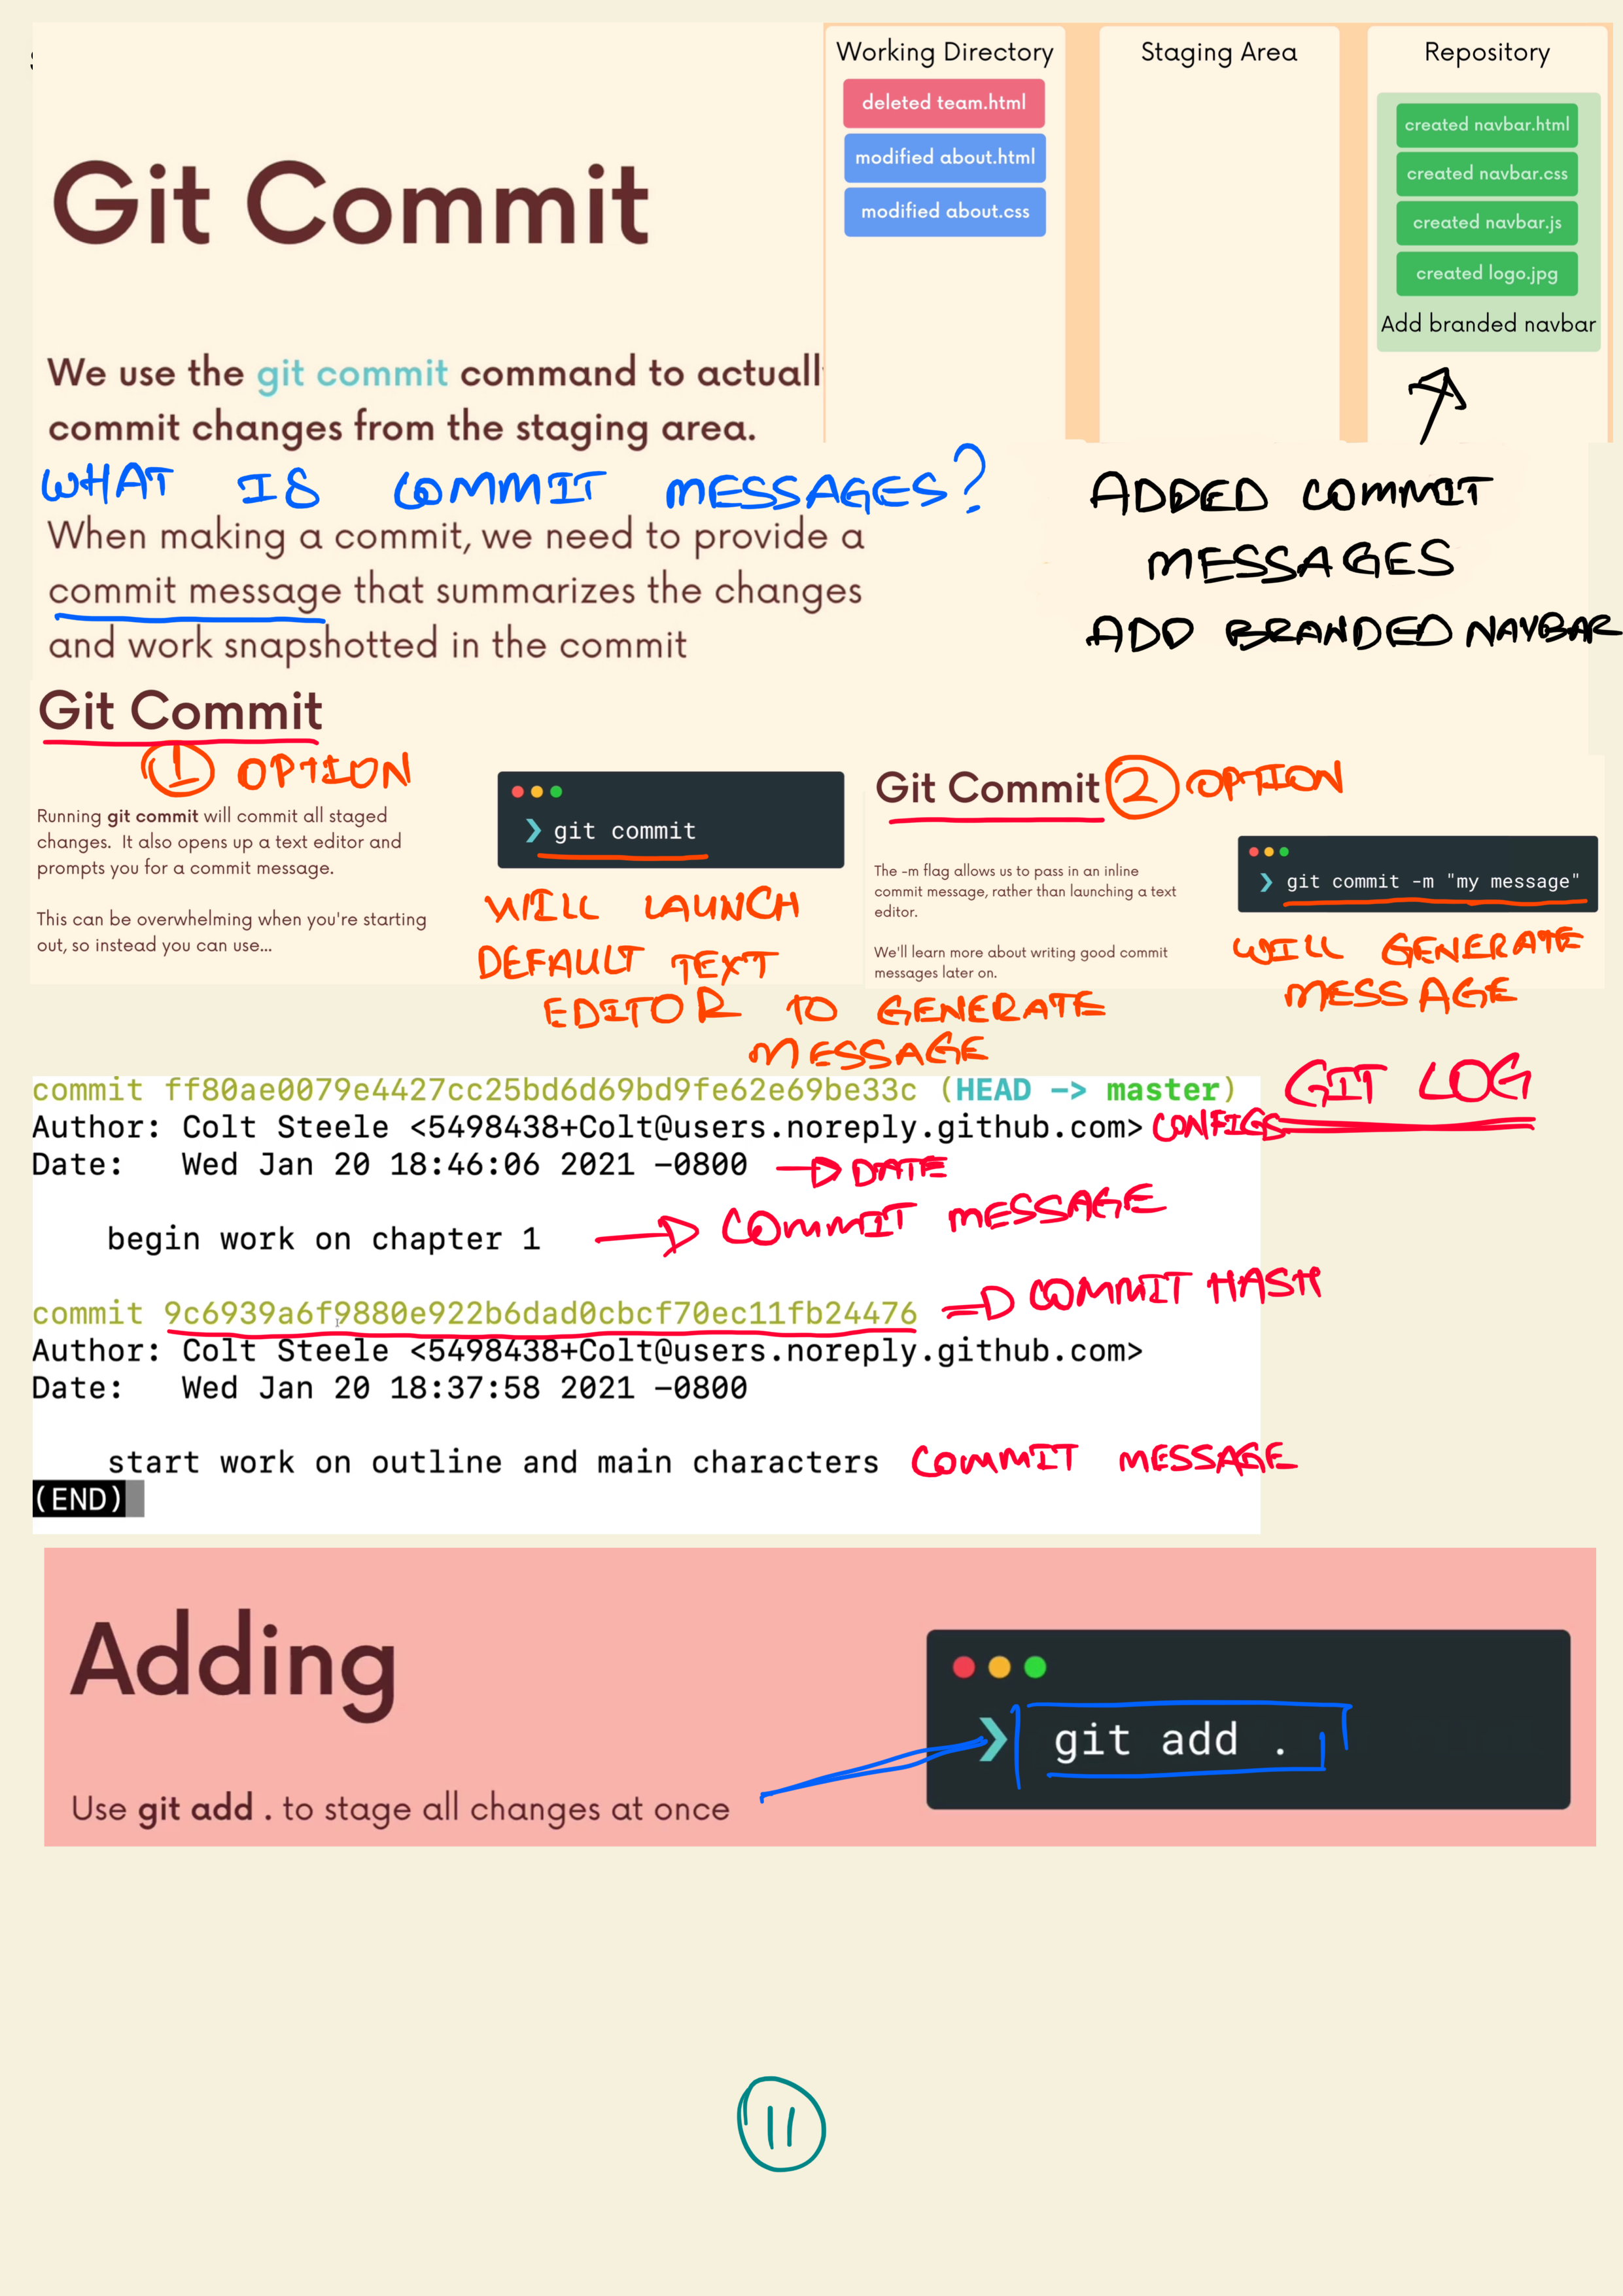 Git Commit
We use the git commit command to actuall
commit changes from the staging area.
Working Directory
deleted team.html
modified about.html
modified about.css
Staging Area
Repository
created navbar.html
created navbar.css
created navbar.js
created logo.jpg
Add branded navbar
WHAT IS COMMIT MESSAGES?
When making a commit, we need to provide a
commit message that summarizes the changes
and work snapshotted in the commit
ADDED COMMIT
MESSAGES
ADD BRANDED NAVBAR
Git Commit
1 OPTION
Running git commit will commit all staged
changes. It also opens up a text editor and
prompts you for a commit message.
This can be overwhelming when you're starting
out, so instead you can use...
❯ git commit
WILL LAUNCH
DEFAULT TEXT
EDITOR TO GENERATE
MESSAGE
Git Commit 2 OPTION
The -m flag allows us to pass in an inline
commit message, rather than launching a text
editor.
We'll learn more about writing good commit
messages later on.
❯ git commit -m "my message"
WILL GENERATE
MESSAGE
GIT LOG
commit ff80ae0079e4427cc25bd6d69bd9fe62e69be33c (HEAD -> master)
Author: Colt Steele <5498438+Colt@users.noreply.github.com> CONFIGS
Date: Wed Jan 20 18:46:06 2021 -0800 → DATE
begin work on chapter 1 → COMMIT MESSAGE
commit 9c6939a6f9880e922b6dad0cbcf70ec11fb24476 ⇒ COMMIT HASH
Author: Colt Steele <5498438+Colt@users.noreply.github.com>
Date: Wed Jan 20 18:37:58 2021 -0800
start work on outline and main characters COMMIT MESSAGE
(END)
Adding
Use git add . to stage all changes at once
❯ git add .
11